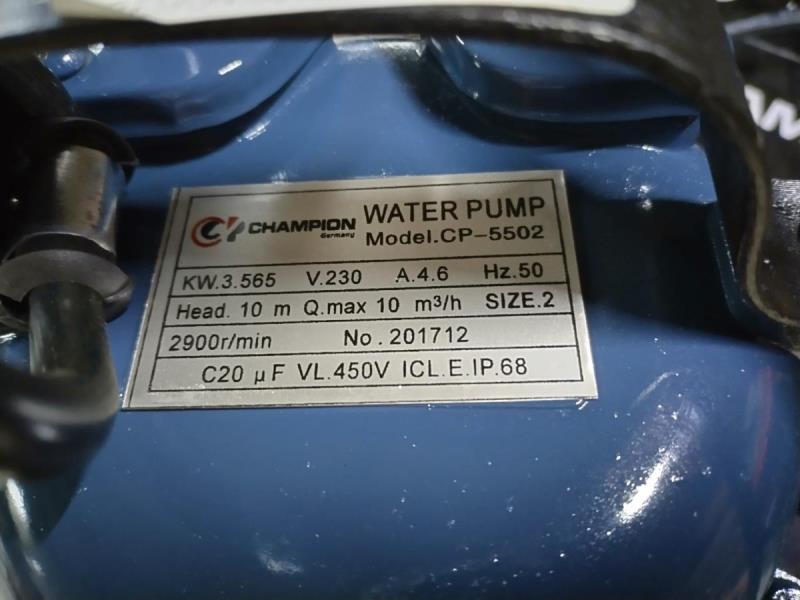 CHAMPION
Germany
WATER PUMP
Model.CP-5502
KW.3.565 V.230 A.4.6 Hz.50
Head. 10 m Q.max 10 m³/h SIZE.2
2900r/min No.201712
C20 µF VL.450V ICL.E.IP.68